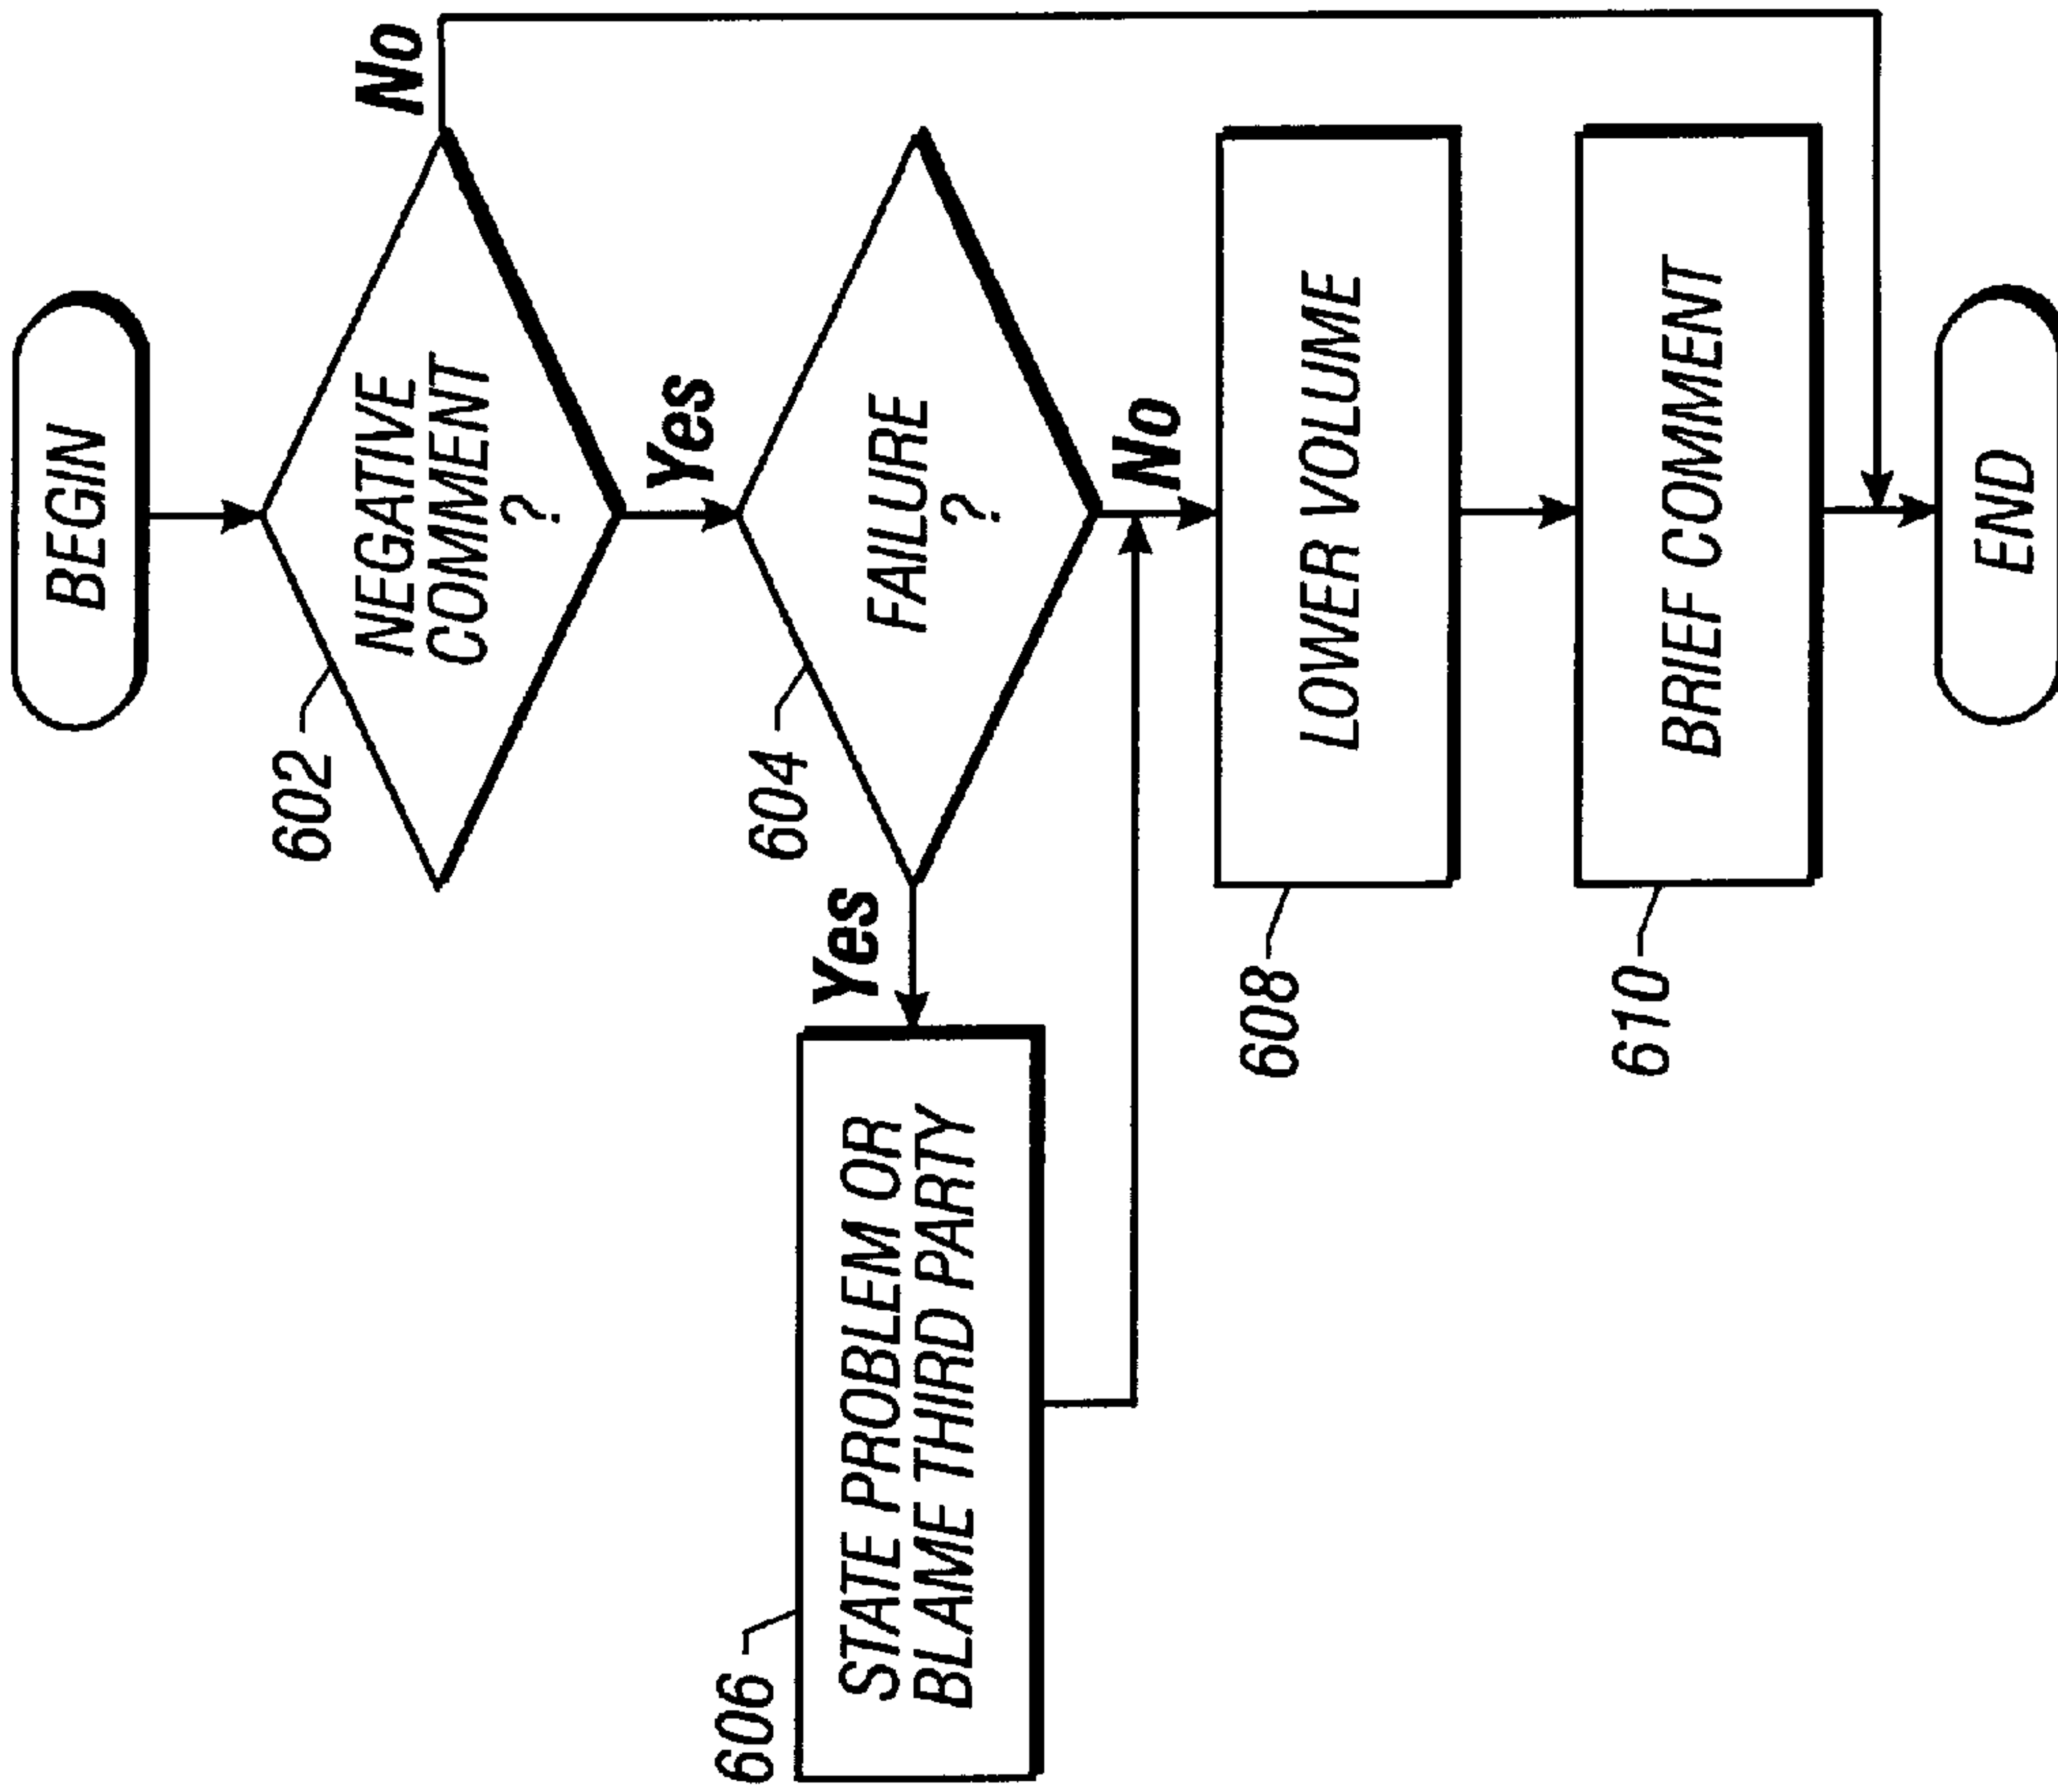 BEGIN
602
NEGATIVE
COMMENT
?
No
Yes
604
FAILURE
?
Yes
No
606
STATE PROBLEM OR
BLAME THIRD PARTY
608
LOWER VOLUME
610
BRIEF COMMENT
END